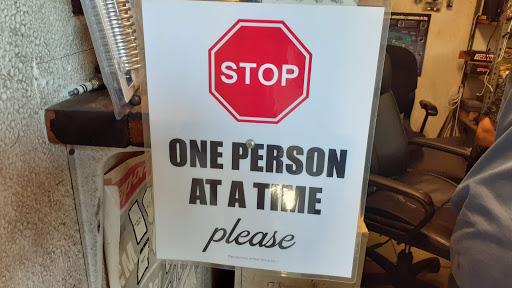 STOP
ONE PERSON
AT A TIME
please